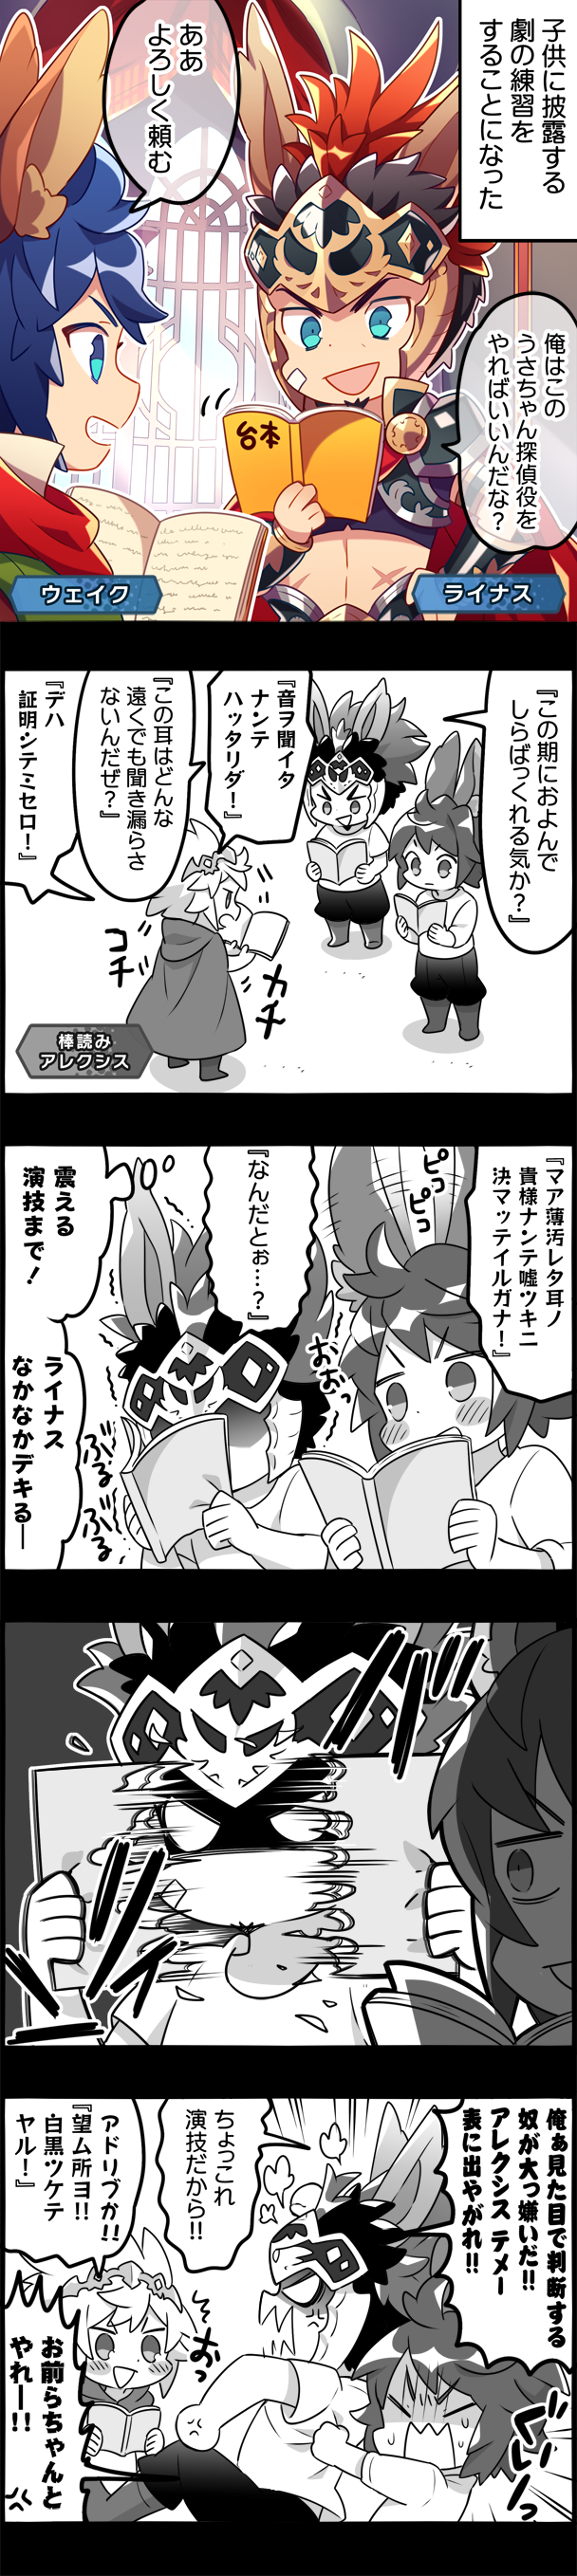 子供に披露する
劇の練習を
することになった
俺はこの
うさちゃん探偵役を
やればいいんだな？
ああ
よろしく頼む
台本
ウェイク
ライナス
『この期におよんで
しらばっくれる気か？』
『音ヲ聞イタ
ナンテ
ハッタリダ！』
『この耳はどんな
遠くでも聞き漏らさ
ないんだぜ？』
『デハ
証明シテミセロ！』
カチ
コチ
棒読み
アレクシス
『マア薄汚レタ耳ノ
貴様ナンテ嘘ツキニ
決マッテイルガナ！』
ピコ
ピコ
『なんだとぉ…？』
おおっ
震える
演技まで！
ライナス
なかなかデキるー
ぶるぶる
俺ぁ見た目で判断する
奴が大っ嫌いだ!!
アレクシス テメー
表に出やがれ!!
ちょっこれ
演技だから!!
アドリブか!!
『望ム所ヨ!!
白黒ツケテ
ヤル！』
おっ
お前らちゃんと
やれー!!